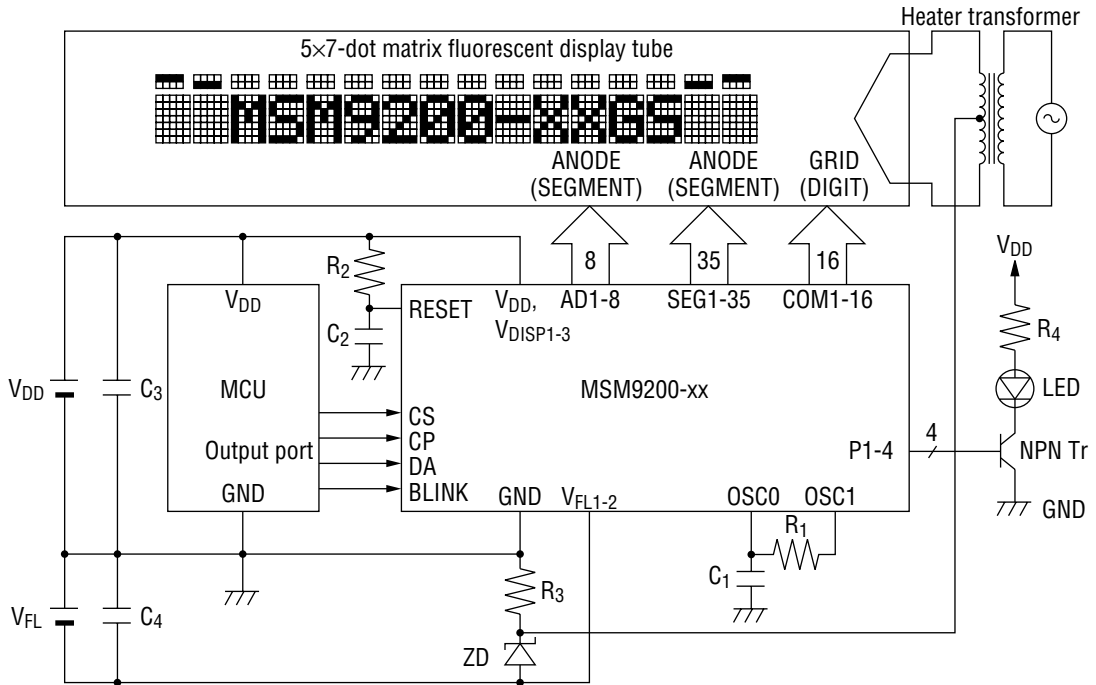 Heater transformer
5×7-dot matrix fluorescent display tube
MSM9200-XXGS
ANODE (SEGMENT)
ANODE (SEGMENT)
GRID (DIGIT)
8
35
16
VDD
R2
RESET
C2
VDD, VDISP1-3
AD1-8
SEG1-35
COM1-16
VDD
R4
LED
NPN Tr
GND
VDD
C3
MCU
Output port
GND
MSM9200-xx
CS
CP
DA
BLINK
GND
VFL1-2
OSC0
OSC1
P1-4
4
R1
C1
R3
VFL
C4
ZD